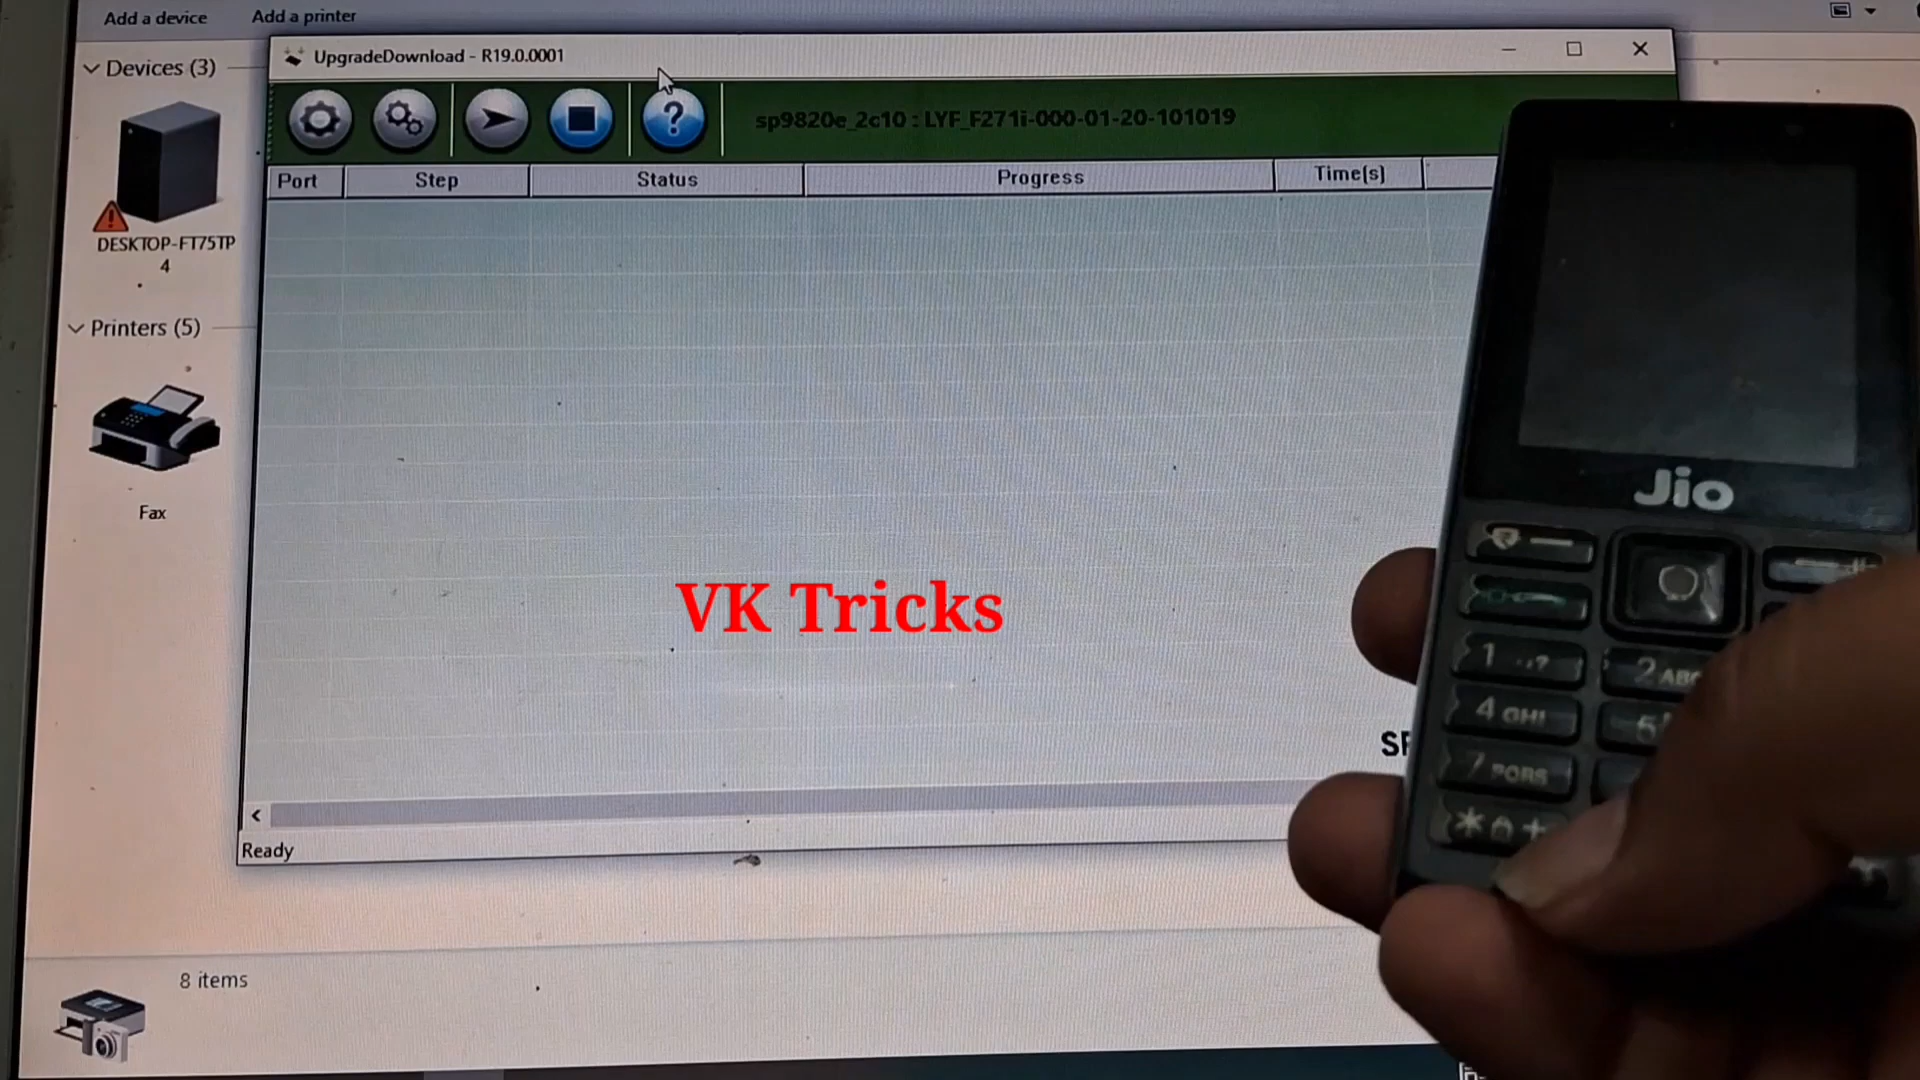 Add a device
Add a printer
Devices (3)
UpgradeDownload - R19.0.0001
sp9820e_2c10 : LYF_F271i-000-01-20-101019
Port
Step
Status
Progress
Time(s)
DESKTOP-FT75TP
4
Printers (5)
Fax
VK Tricks
Ready
8 items
Jio
1
2 ABC
4 GHI
7 PQRS